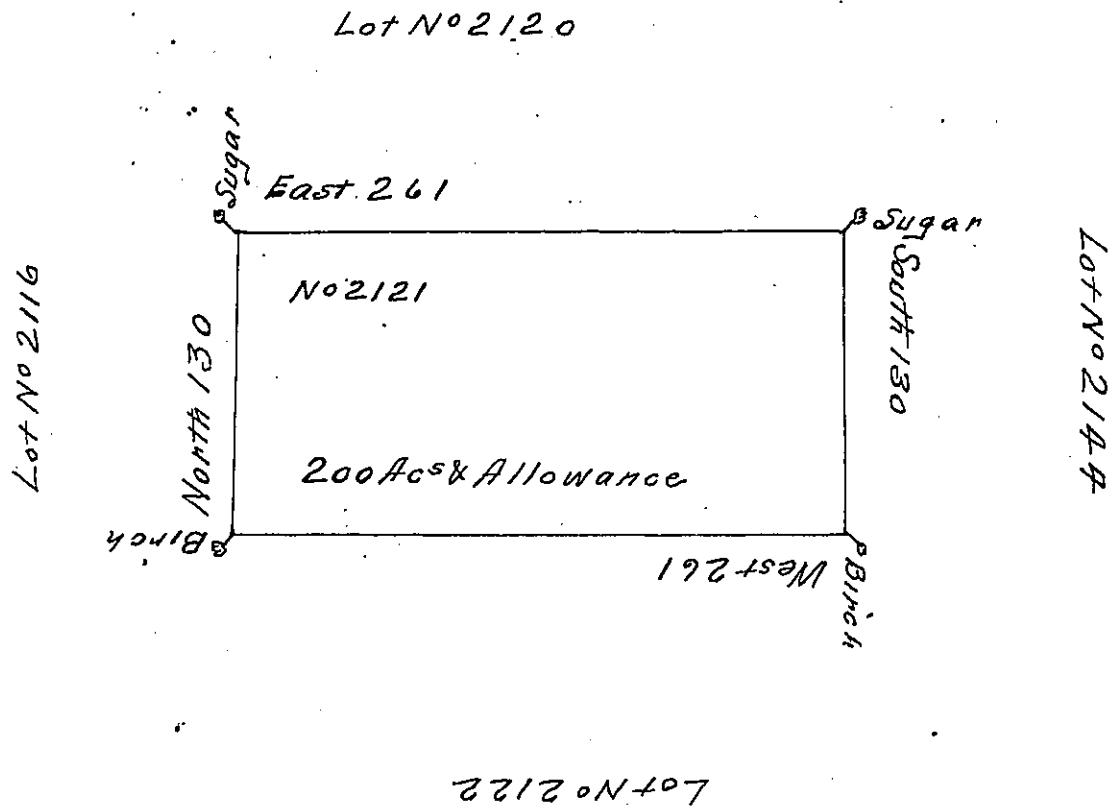 Lot No 2120
Sugar
East 261
Sugar
No 2121
South 130
Lot No 2144
Lot No 2116
North 130
200 Acs & Allowance
Birch
West 261
Birch
Lot No 2122